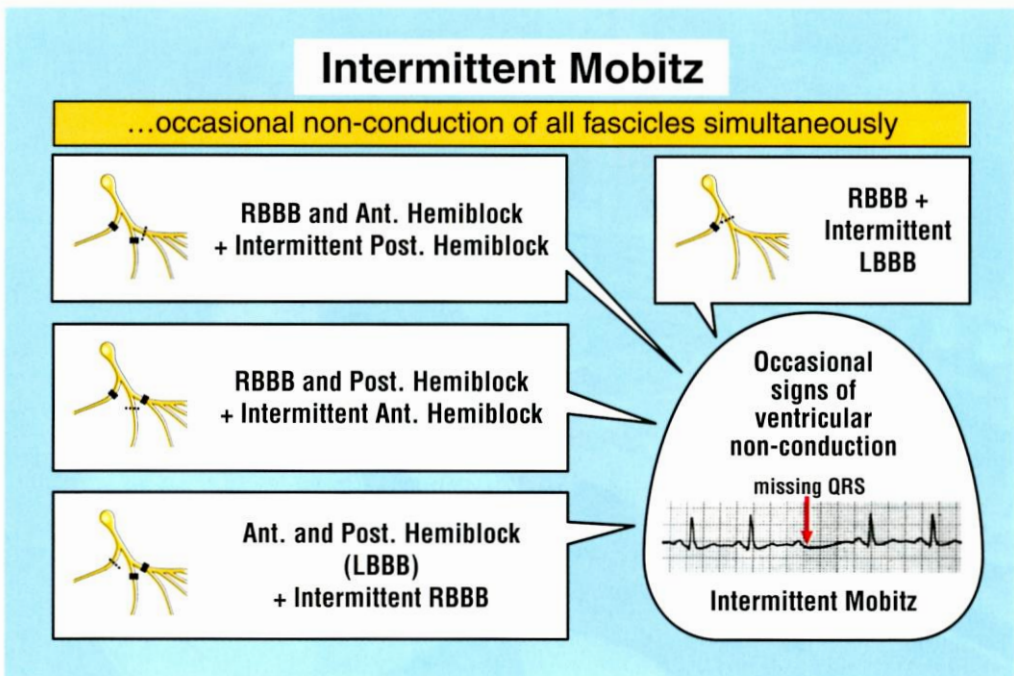 Intermittent Mobitz
...occasional non-conduction of all fascicles simultaneously
RBBB and Ant. Hemiblock
+ Intermittent Post. Hemiblock
RBBB +
Intermittent
LBBB
RBBB and Post. Hemiblock
+ Intermittent Ant. Hemiblock
Ant. and Post. Hemiblock
(LBBB)
+ Intermittent RBBB
Occasional
signs of
ventricular
non-conduction
missing QRS
Intermittent Mobitz